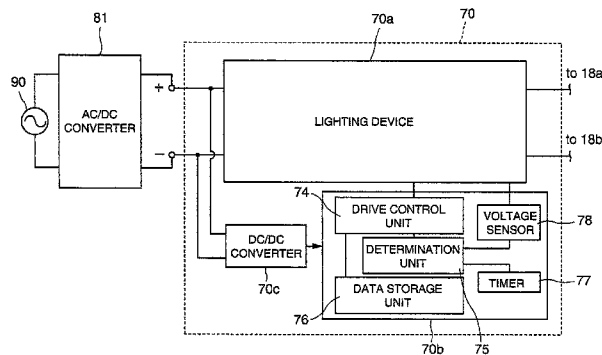 81
70a
70
90
AC/DC
CONVERTER
+
−
LIGHTING DEVICE
to 18a
to 18b
74
DRIVE CONTROL
UNIT
VOLTAGE
SENSOR
78
DC/DC
CONVERTER
70c
DETERMINATION
UNIT
TIMER
77
DATA STORAGE
UNIT
76
75
70b